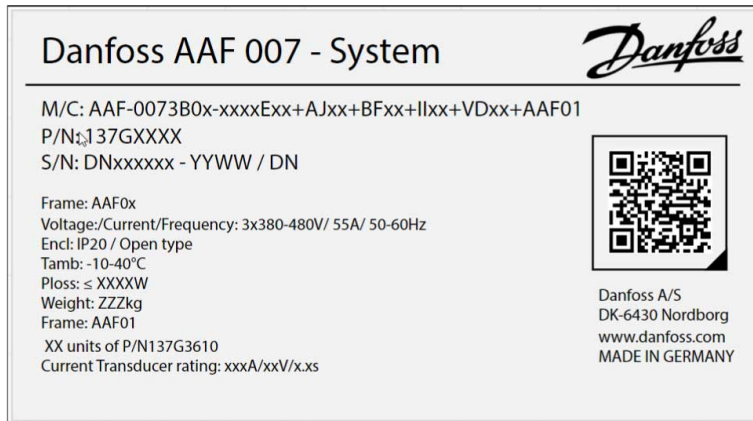 Danfoss AAF 007 - System
Danfoss
M/C: AAF-0073B0x-xxxxExx+AJxx+BFxx+IIxx+VDxx+AAF01
P/N: 137GXXXX
S/N: DNxxxxxx - YYWW / DN
Frame: AAF0x
Voltage:/Current/Frequency: 3x380-480V/ 55A/ 50-60Hz
Encl: IP20 / Open type
Tamb: -10-40°C
Ploss: ≤ XXXXW
Weight: ZZZkg
Frame: AAF01
XX units of P/N137G3610
Current Transducer rating: xxxA/xxV/x.xs
Danfoss A/S
DK-6430 Nordborg
www.danfoss.com
MADE IN GERMANY